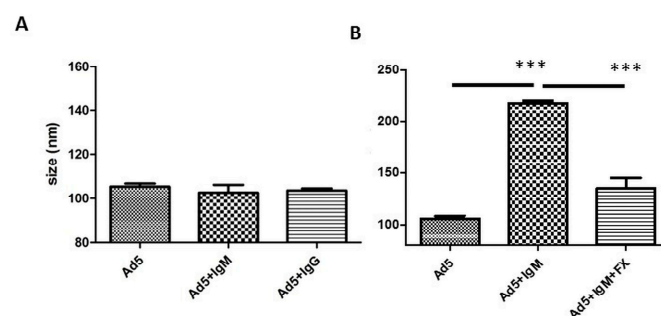 A
B
160
140
120
100
80
size (nm)
Ad5
Ad5+IgM
Ad5+IgG
***
***
250
200
150
100
Ad5
Ad5+IgM
Ad5+IgM+FX